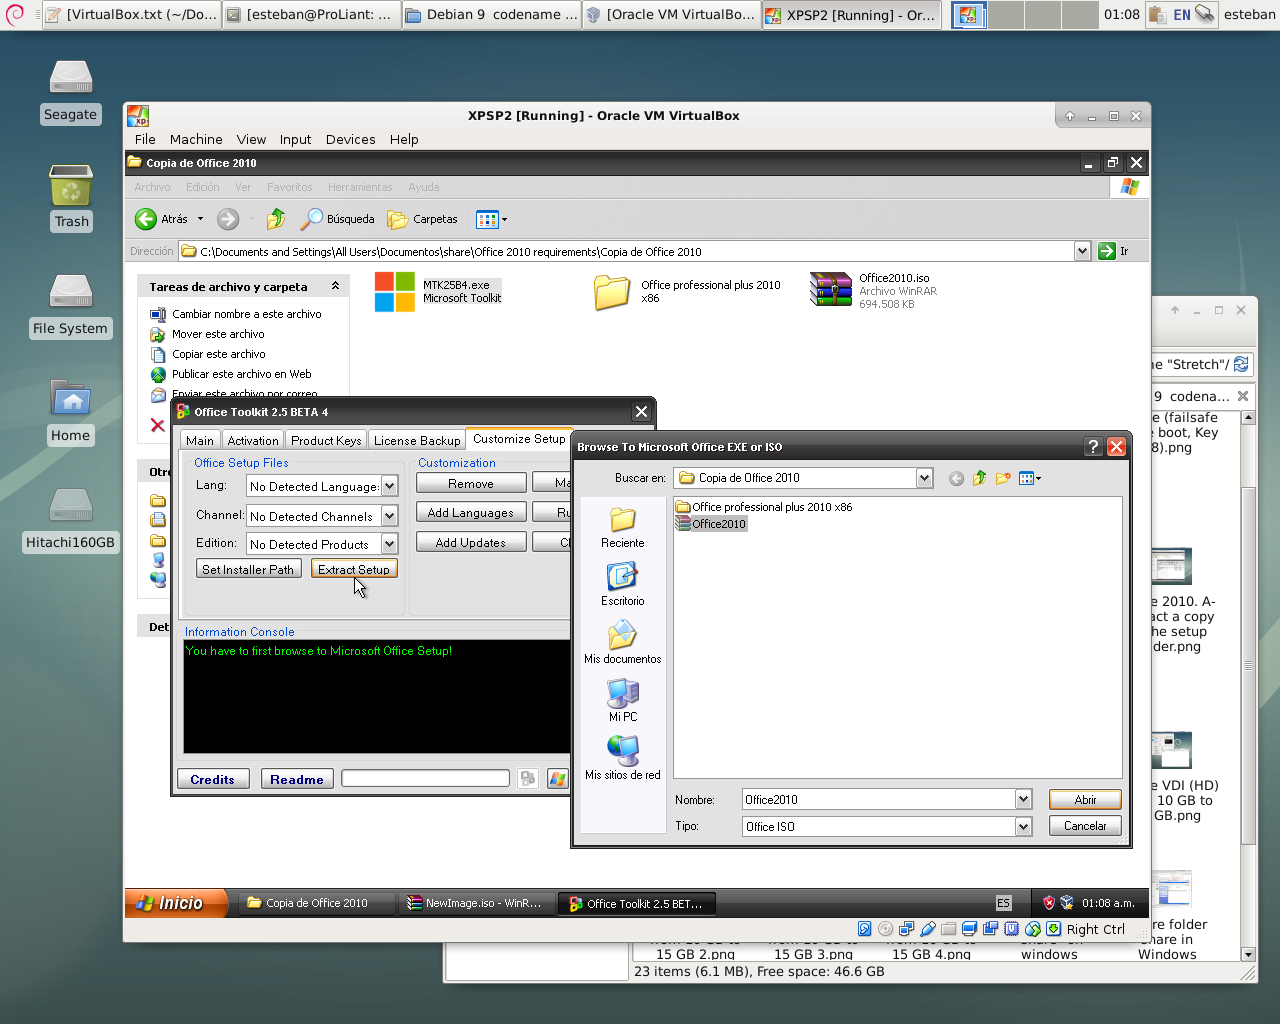 [VirtualBox.txt (~/Do...
[esteban@ProLiant: ...
Debian 9  codename ...
[Oracle VM VirtualBo...
XPSP2 [Running] - Or...
01:08
EN
esteban
Seagate
Trash
File System
Home
Hitachi160GB
XPSP2 [Running] - Oracle VM VirtualBox
File Machine View Input Devices Help
Copia de Office 2010
Archivo Edición Ver Favoritos Herramientas Ayuda
Atrás
Búsqueda
Carpetas
Dirección
C:\Documents and Settings\All Users\Documentos\share\Office 2010 requirements\Copia de Office 2010
Ir
Tareas de archivo y carpeta
Cambiar nombre a este archivo
Mover este archivo
Copiar este archivo
Publicar este archivo en Web
Enviar este archivo por correo
Otro
Det
MTK25B4.exe
Microsoft Toolkit
Office professional plus 2010
x86
Office2010.iso
Archivo WinRAR
694.508 KB
Office Toolkit 2.5 BETA 4
Main
Activation
Product Keys
License Backup
Customize Setup
Office Setup Files
Lang:
No Detected Language:
Channel:
No Detected Channels
Edition:
No Detected Products
Set Installer Path
Extract Setup
Customization
Remove
Ma
Add Languages
Ru
Add Updates
Information Console
You have to first browse to Microsoft Office Setup!
Credits
Readme
Browse To Microsoft Office EXE or ISO
Buscar en:
Copia de Office 2010
Reciente
Escritorio
Mis documentos
Mi PC
Mis sitios de red
Office professional plus 2010 x86
Office2010
Nombre:
Office2010
Abrir
Tipo:
Office ISO
Cancelar
Inicio
Copia de Office 2010
NewImage.iso - WinR...
Office Toolkit 2.5 BET...
ES
01:08 a.m.
Right Ctrl
ne "Stretch"/
9  codena...
e (failsafe
e boot, Key
8).png
e 2010. A-
act a copy
he setup
der.png
e VDI (HD)
10 GB to
GB.png
re folder
share in
Windows
15 GB 2.png
15 GB 3.png
15 GB 4.png
windows
23 items (6.1 MB), Free space: 46.6 GB